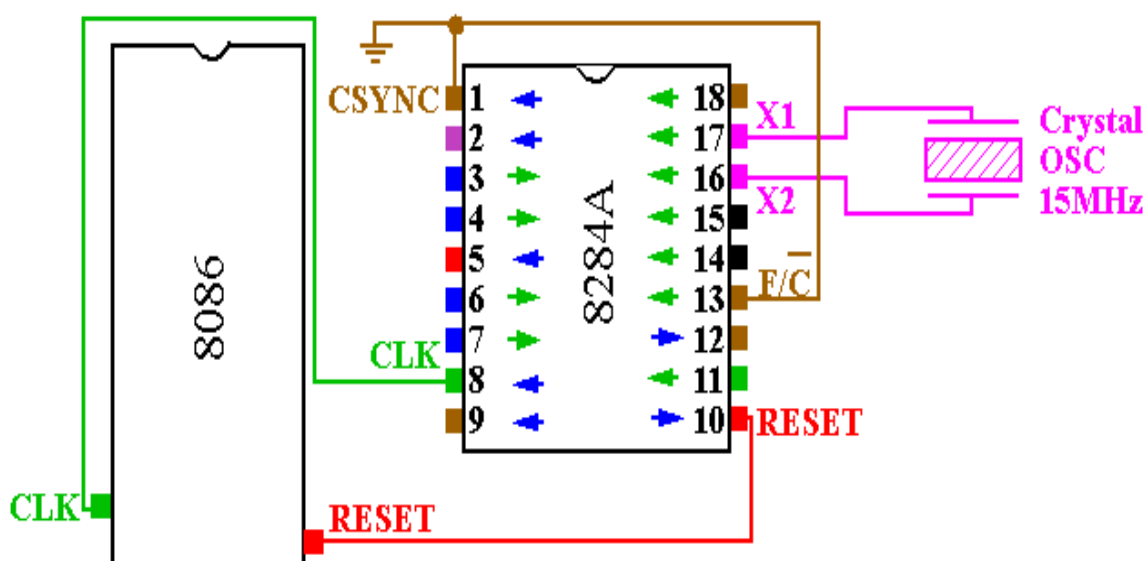 CSYNC
1
2
3
4
5
6
7
8
9
18
17
16
15
14
13
12
11
10
8284A
8086
X1
X2
Crystal
OSC
15MHz
F/C̅
CLK
RESET
CLK
RESET